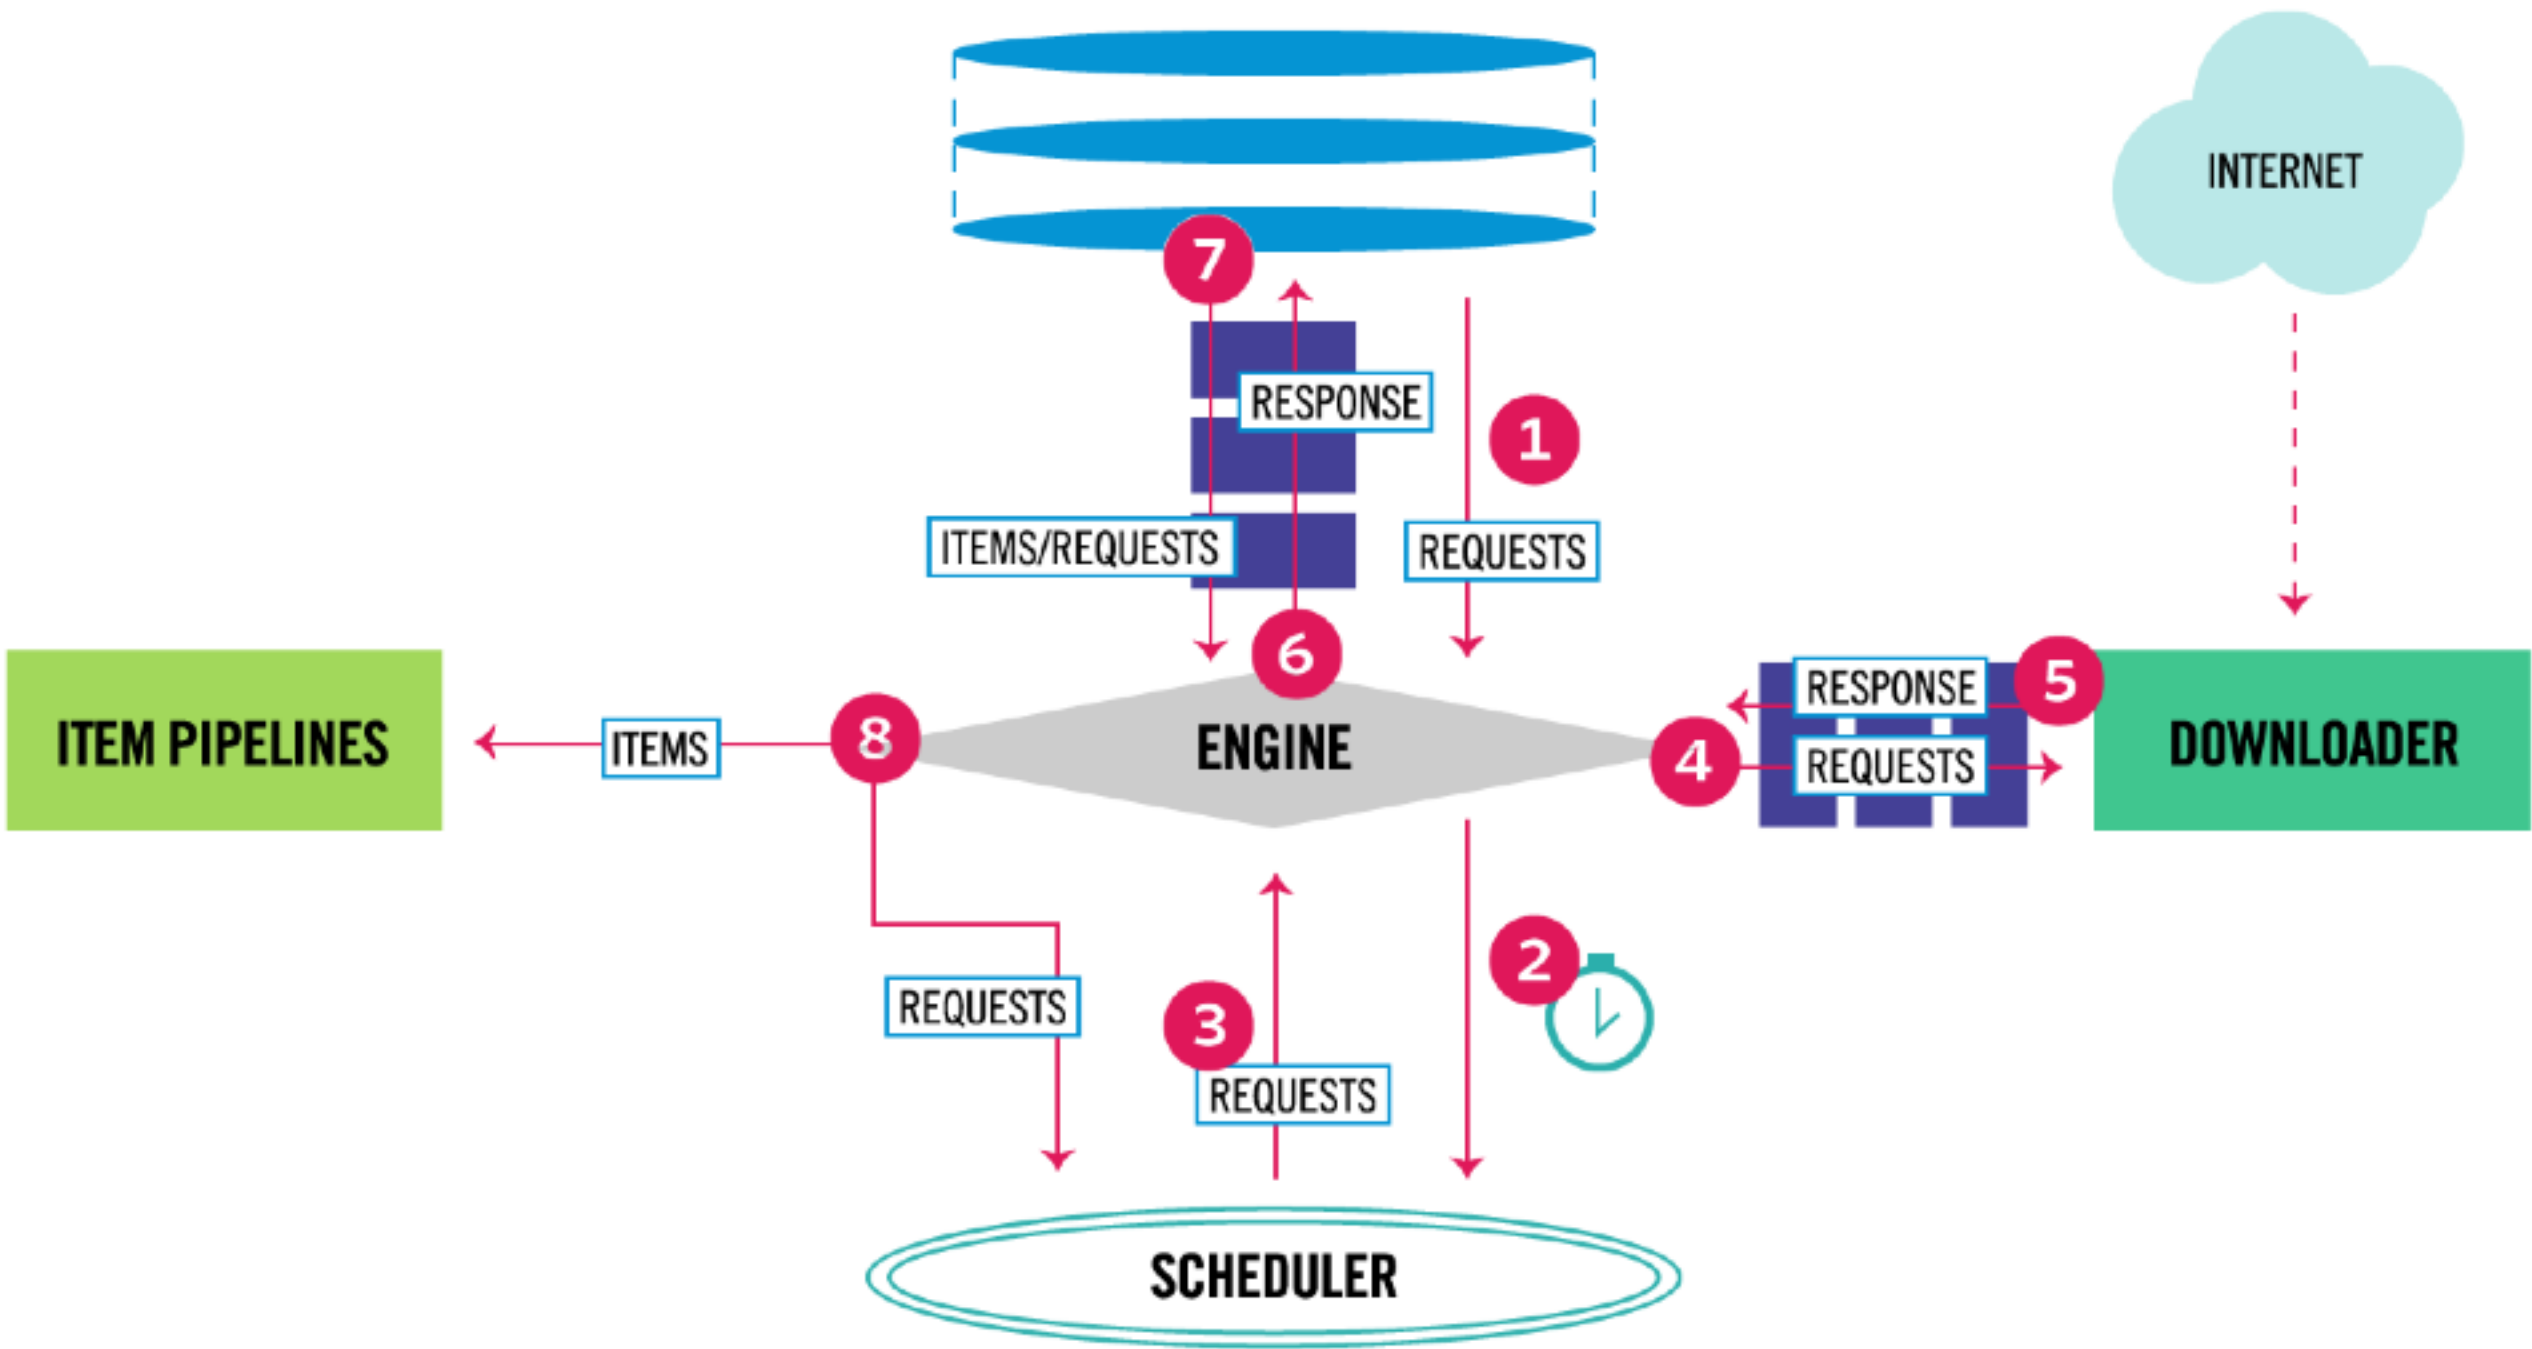 INTERNET
7
RESPONSE
1
ITEMS/REQUESTS
REQUESTS
6
5
RESPONSE
ITEM PIPELINES
ITEMS
8
ENGINE
4
REQUESTS
DOWNLOADER
2
REQUESTS
3
REQUESTS
SCHEDULER